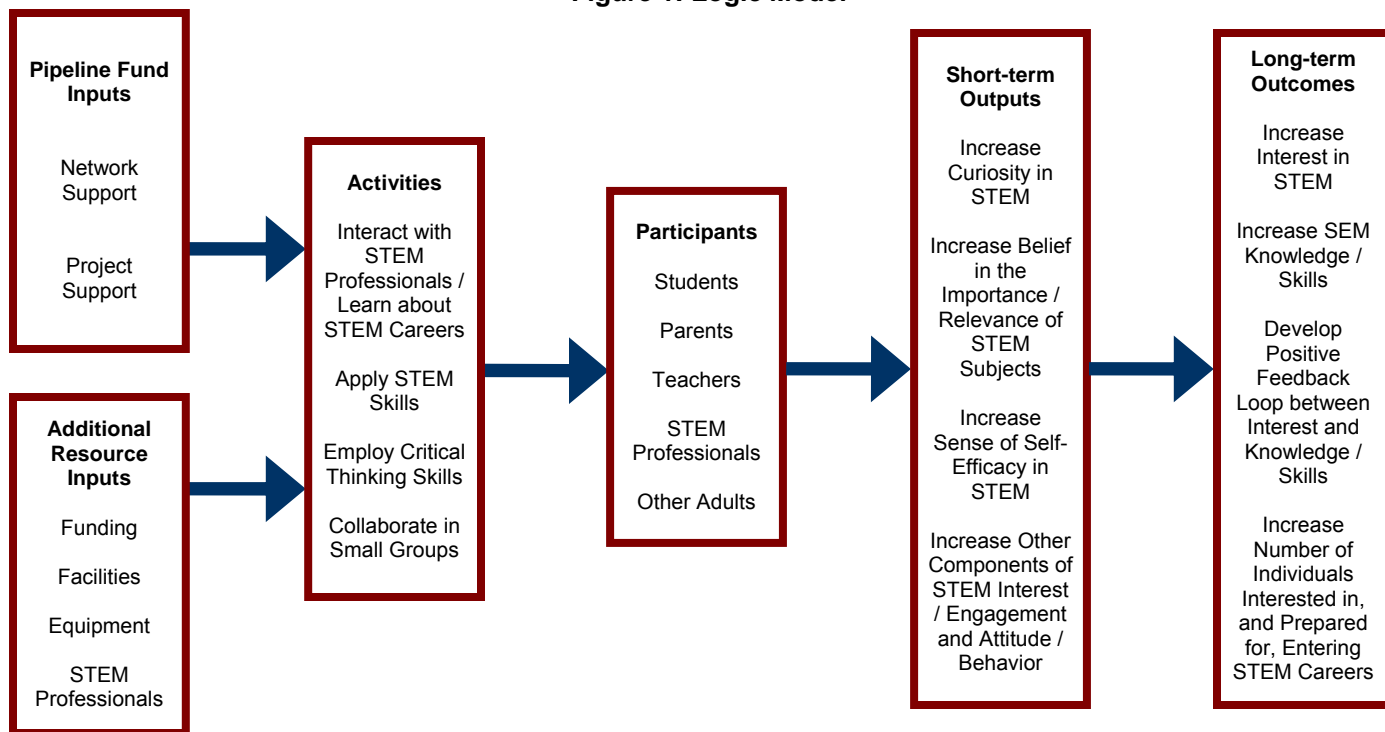 Figure 1. Logic Model
Pipeline Fund
Inputs
Network
Support
Project
Support
Additional
Resource
Inputs
Funding
Facilities
Equipment
STEM
Professionals
Activities
Interact with
STEM
Professionals /
Learn about
STEM Careers
Apply STEM
Skills
Employ Critical
Thinking Skills
Collaborate in
Small Groups
Participants
Students
Parents
Teachers
STEM
Professionals
Other Adults
Short-term
Outputs
Increase
Curiosity in
STEM
Increase Belief
in the
Importance /
Relevance of
STEM
Subjects
Increase
Sense of Self-
Efficacy in
STEM
Increase Other
Components of
STEM Interest
/ Engagement
and Attitude /
Behavior
Long-term
Outcomes
Increase
Interest in
STEM
Increase SEM
Knowledge /
Skills
Develop
Positive
Feedback
Loop between
Interest and
Knowledge /
Skills
Increase
Number of
Individuals
Interested in,
and Prepared
for, Entering
STEM Careers